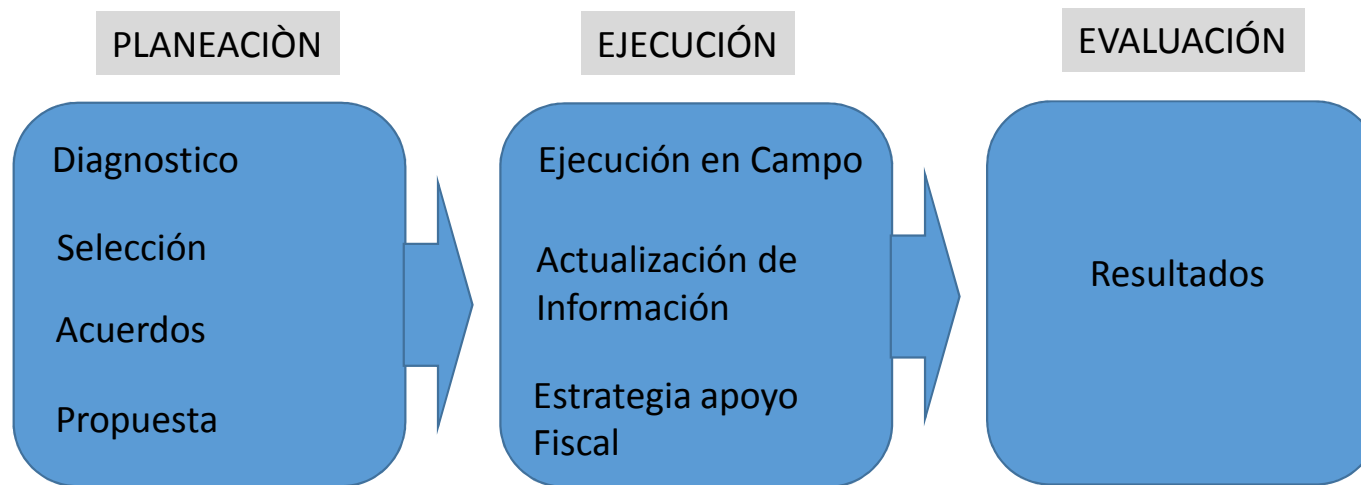 PLANEACIÒN
Diagnostico
Selección
Acuerdos
Propuesta
EJECUCIÓN
Ejecución en Campo
Actualización de
Información
Estrategia apoyo
Fiscal
EVALUACIÓN
Resultados